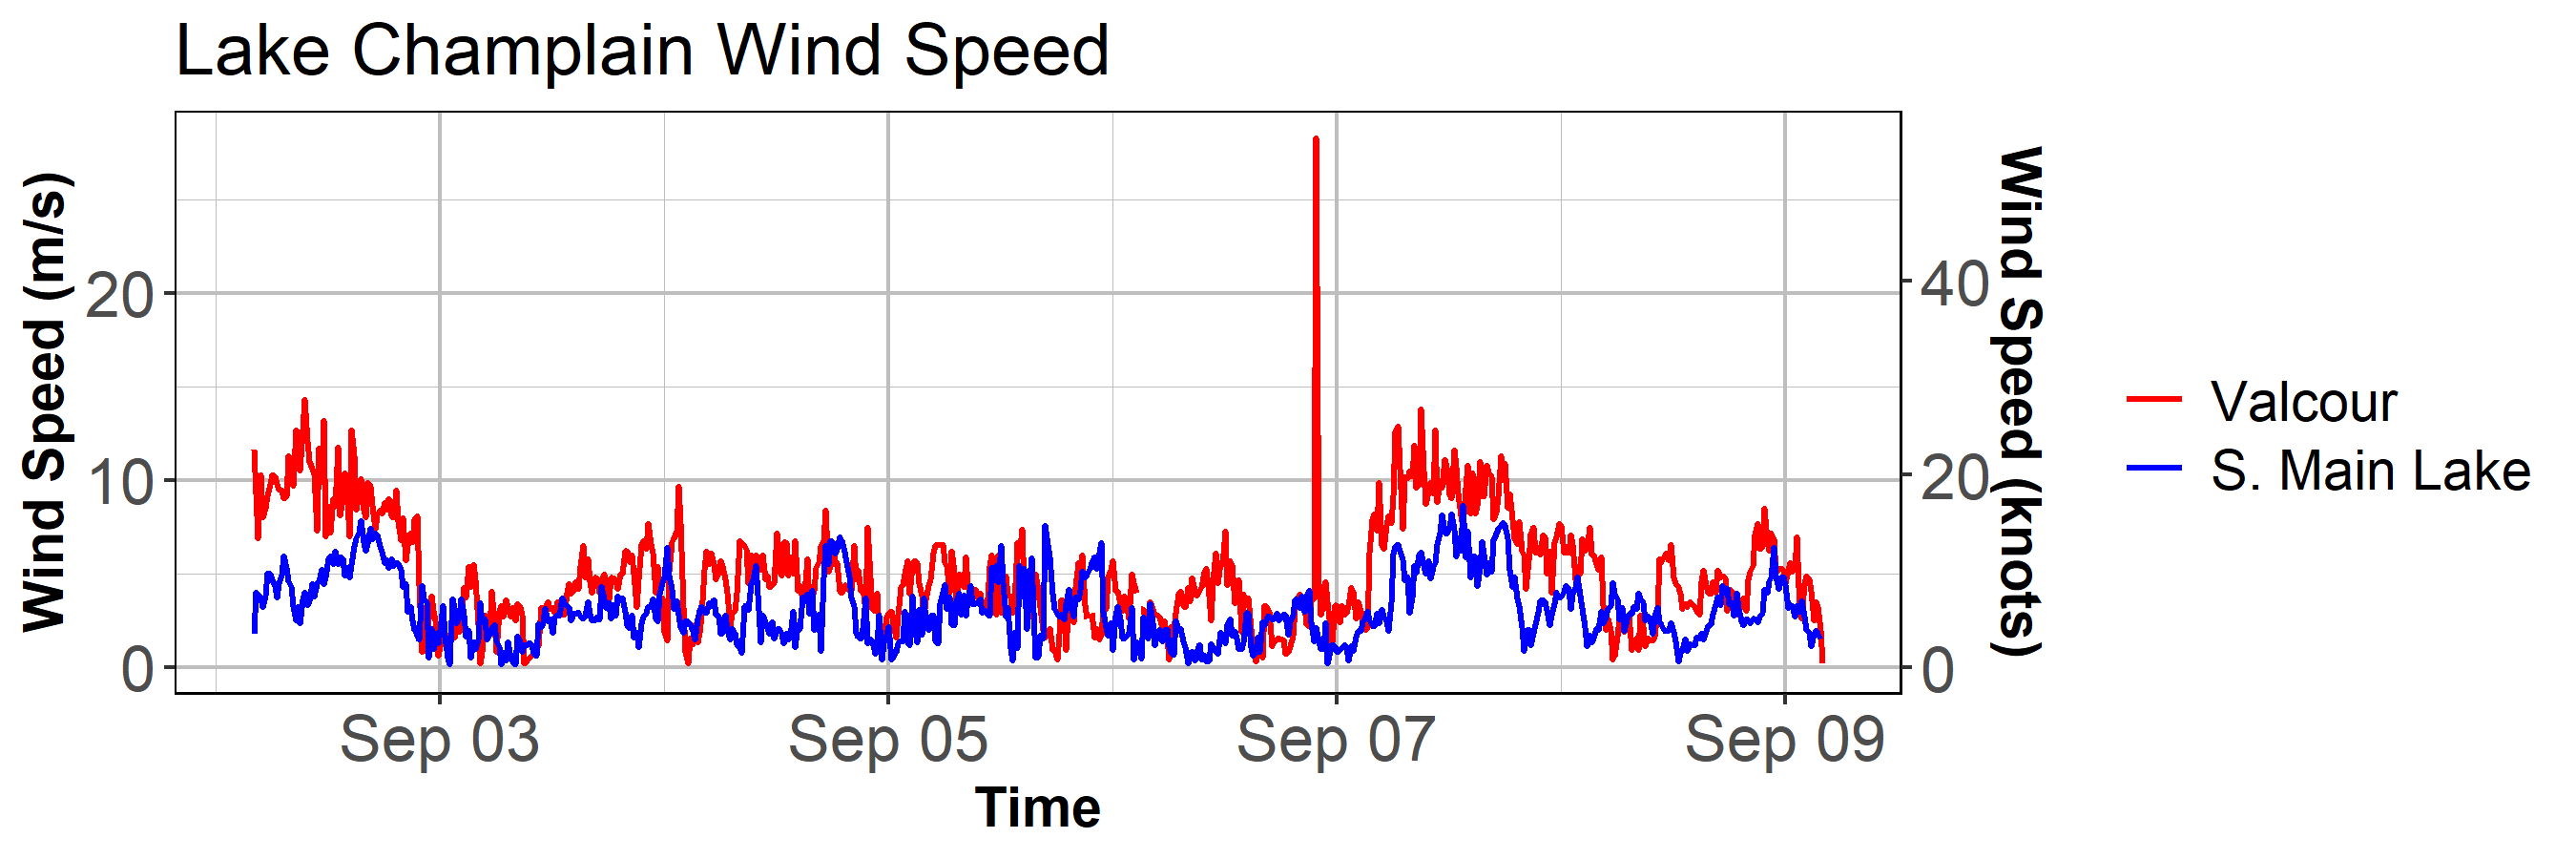 Lake Champlain Wind Speed
Wind Speed (m/s)
20
10
0
40
20
0
Wind Speed (knots)
Sep 03
Sep 05
Sep 07
Sep 09
Time
Valcour
S. Main Lake